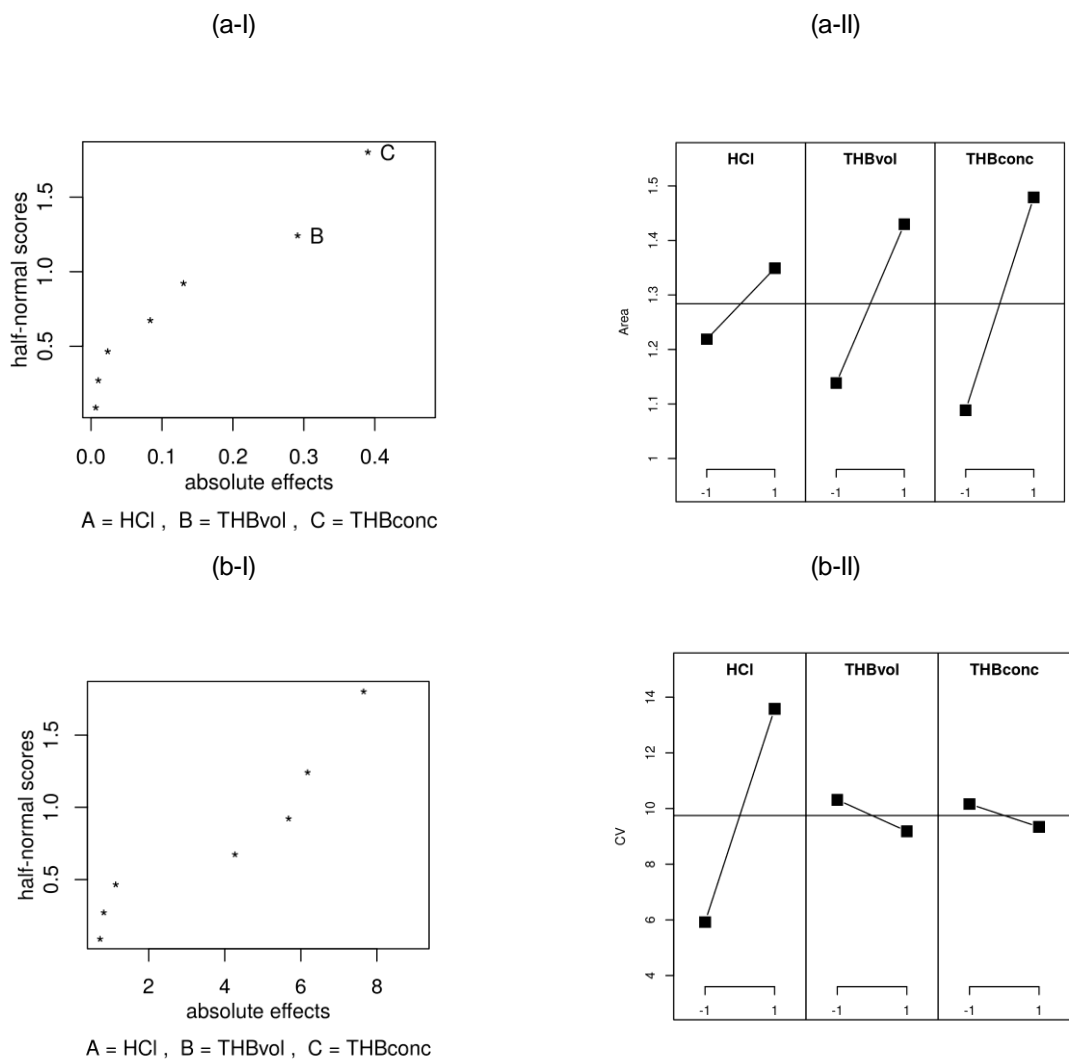 (a-I)
(a-II)
half-normal scores
1.5
1.0
0.5
* C
* B
*
*
*
*
*
0.0 0.1 0.2 0.3 0.4
absolute effects
A = HCl , B = THBvol , C = THBconc
HCl THBvol THBconc
Area
1.5
1.4
1.3
1.2
1.1
1
-1 1 -1 1 -1 1
(b-I)
(b-II)
half-normal scores
1.5
1.0
0.5
*
*
*
*
*
*
*
2 4 6 8
absolute effects
A = HCl , B = THBvol , C = THBconc
HCl THBvol THBconc
CV
14
12
10
8
6
4
-1 1 -1 1 -1 1